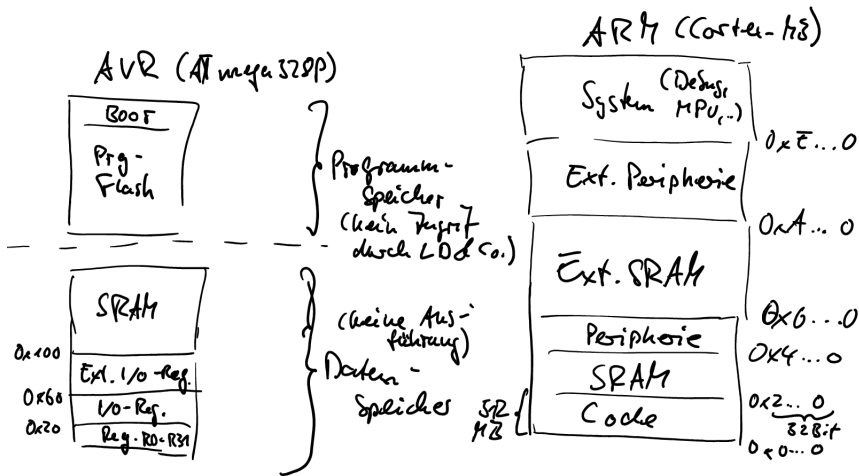 AVR (ATmega328P)
BOOT
Prg-
Flash
Programm-
Speicher
(kein Zugriff
durch LD & Co.)
SRAM
0x100
Ext. I/O-Reg.
0x60
I/O-Reg.
0x20
Reg. R0-R31
(keine Aus-
führung)
Daten-
Speicher
ARM (Cortex-M3)
System (Debug,
MPU,...)
0xE...0
Ext. Peripherie
0xA...0
Ext. SRAM
0x6...0
Peripherie
0x4...0
SRAM
0x2...0
32Bit
512
MB
Code
0x0...0